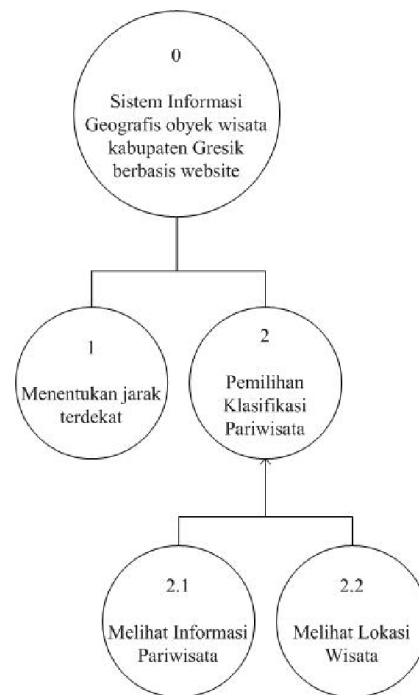 0
Sistem Informasi
Geografis obyek wisata
kabupaten Gresik
berbasis website
1
Menentukan jarak
terdekat
2
Pemilihan
Klasifikasi
Pariwisata
2.1
Melihat Informasi
Pariwisata
2.2
Melihat Lokasi
Wisata